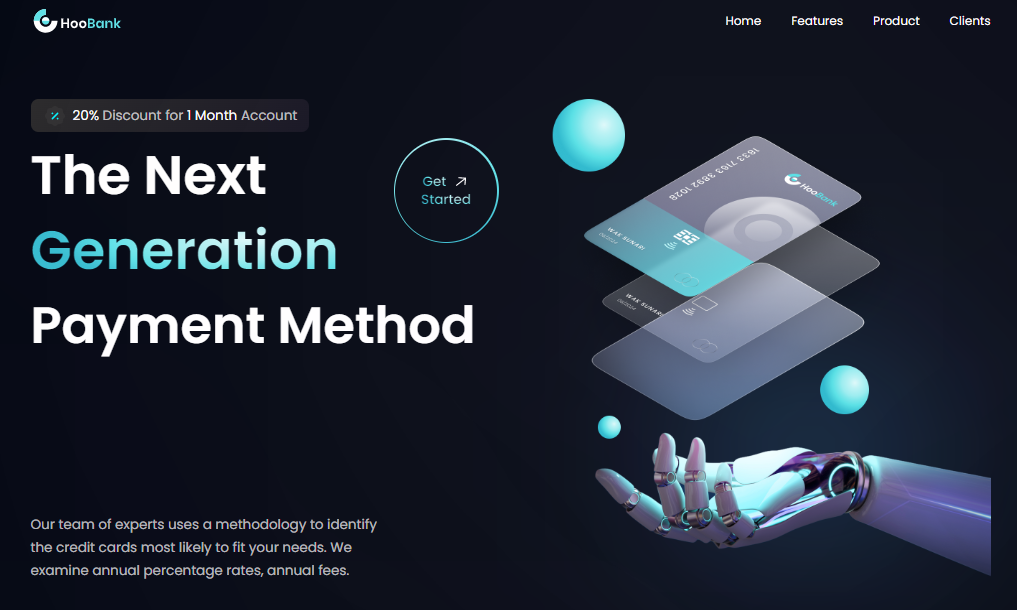 HooBank
Home Features Product Clients
20% Discount for 1 Month Account
The Next
Generation
Payment Method
Get
Started
1833 7103 3892 1028
HooBank
WAK SUNARI
WAK SUNARI
Our team of experts uses a methodology to identify
the credit cards most likely to fit your needs. We
examine annual percentage rates, annual fees.